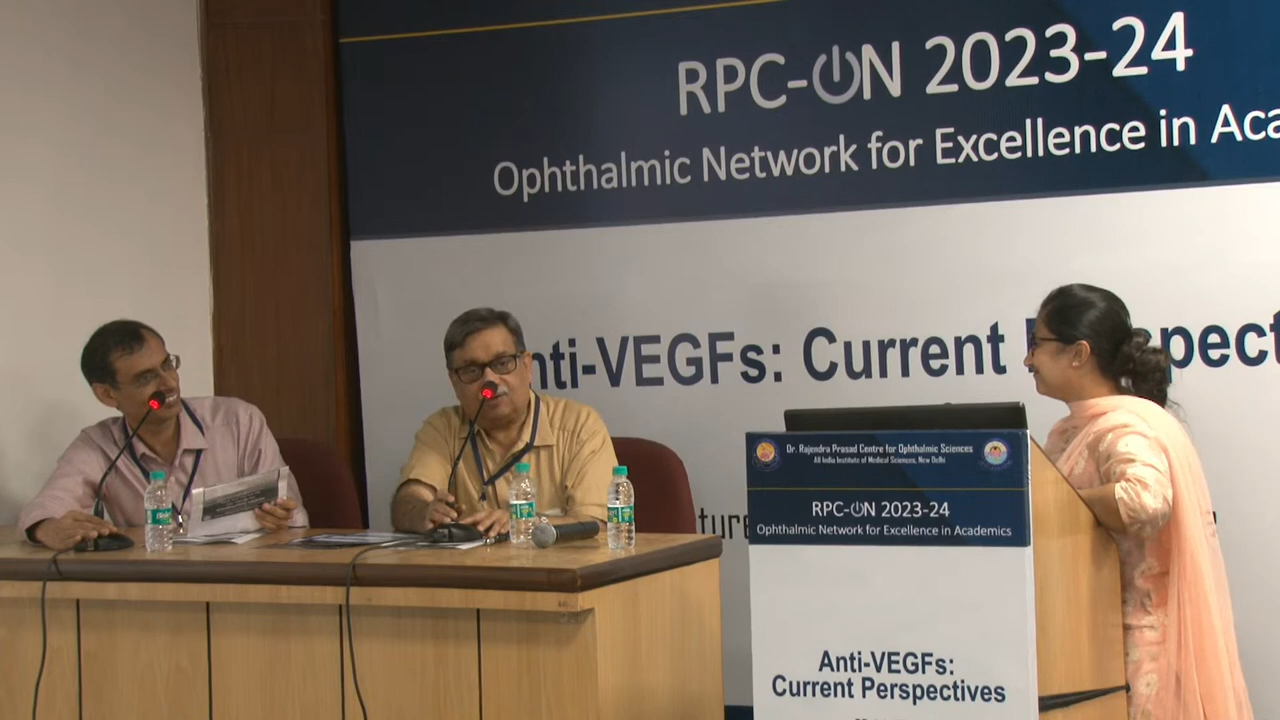 RPC-ON 2023-24
Ophthalmic Network for Excellence in Aca
Anti-VEGFs: Current
Dr. Rajendra Prasad Centre for Ophthalmic Sciences
All India Institute of Medical Sciences, New Delhi
RPC-ON 2023-24
Ophthalmic Network for Excellence in Academics
Anti-VEGFs:
Current Perspectives